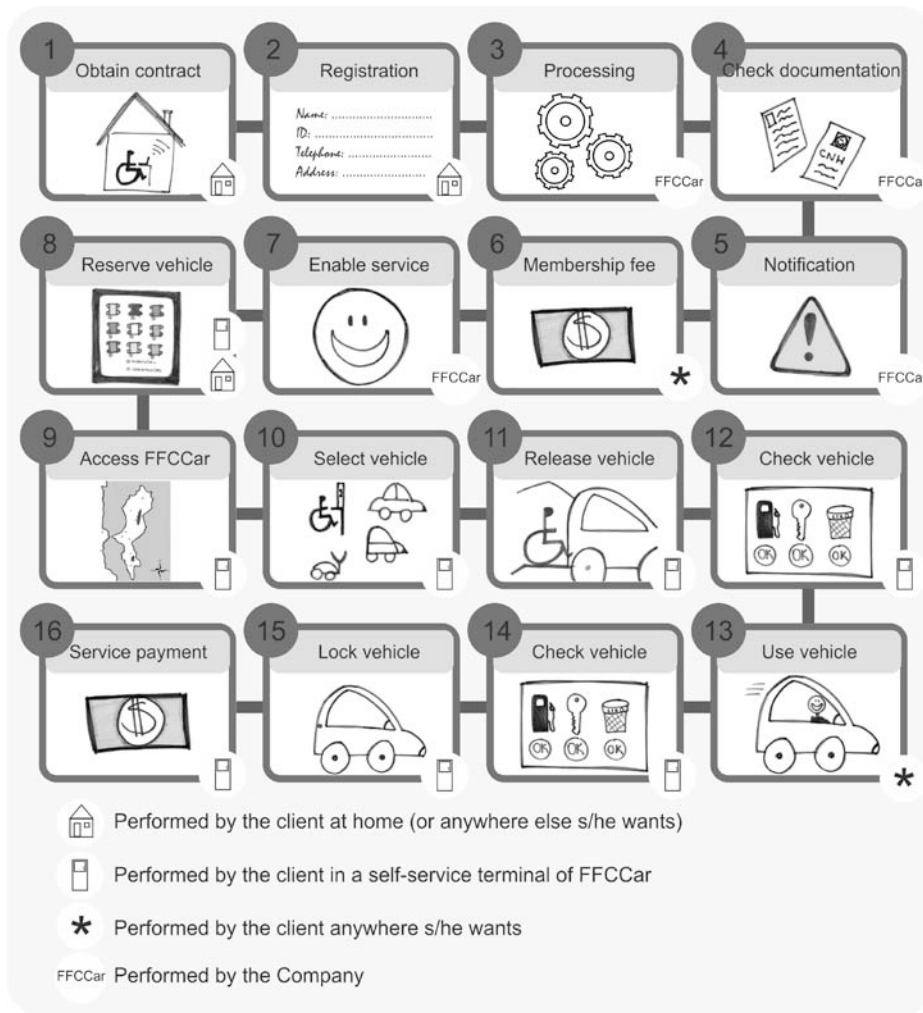 1
Obtain contract
2
Registration
Name: ........................
ID: ........................
Telephone: ........................
Address: ........................
3
Processing
FFCCar
4
Check documentation
CNH
FFCCar
8
Reserve vehicle
7
Enable service
FFCCar
6
Membership fee
$
*
5
Notification
!
FFCCar
9
Access FFCCar
10
Select vehicle
11
Release vehicle
12
Check vehicle
OK OK OK
16
Service payment
$
15
Lock vehicle
14
Check vehicle
OK OK OK
13
Use vehicle
*
Performed by the client at home (or anywhere else s/he wants)
Performed by the client in a self-service terminal of FFCCar
* Performed by the client anywhere s/he wants
FFCCar Performed by the Company